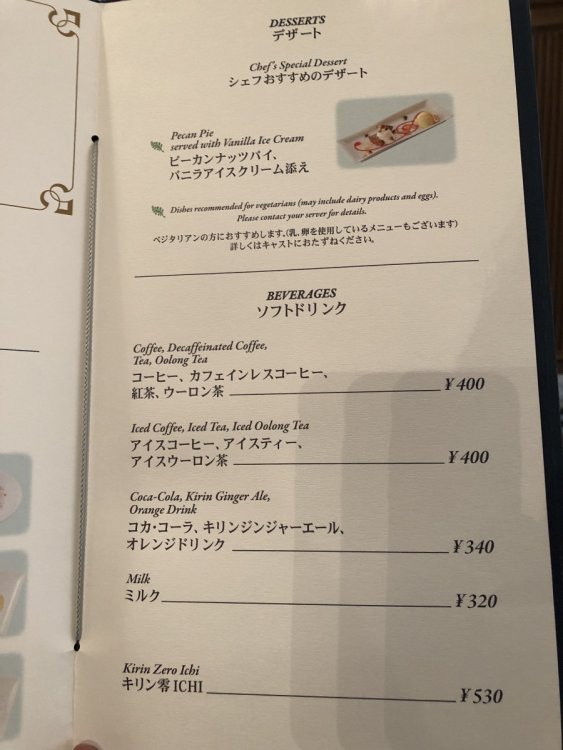 DESSERTS
デザート
Chef's Special Dessert
シェフおすすめのデザート
Pecan Pie
served with Vanilla Ice Cream
ピーカンナッツパイ、
バニラアイスクリーム添え
Dishes recommended for vegetarians (may include dairy products and eggs).
Please contact your server for details.
ベジタリアンの方におすすめします。(乳、卵を使用しているメニューもございます)
詳しくはキャストにおたずねください。
BEVERAGES
ソフトドリンク
Coffee, Decaffeinated Coffee,
Tea, Oolong Tea
コーヒー、カフェインレスコーヒー、
紅茶、ウーロン茶 ¥400
Iced Coffee, Iced Tea, Iced Oolong Tea
アイスコーヒー、アイスティー、
アイスウーロン茶 ¥400
Coca-Cola, Kirin Ginger Ale,
Orange Drink
コカ・コーラ、キリンジンジャーエール、
オレンジドリンク ¥340
Milk
ミルク ¥320
Kirin Zero Ichi
キリン零ICHI ¥530